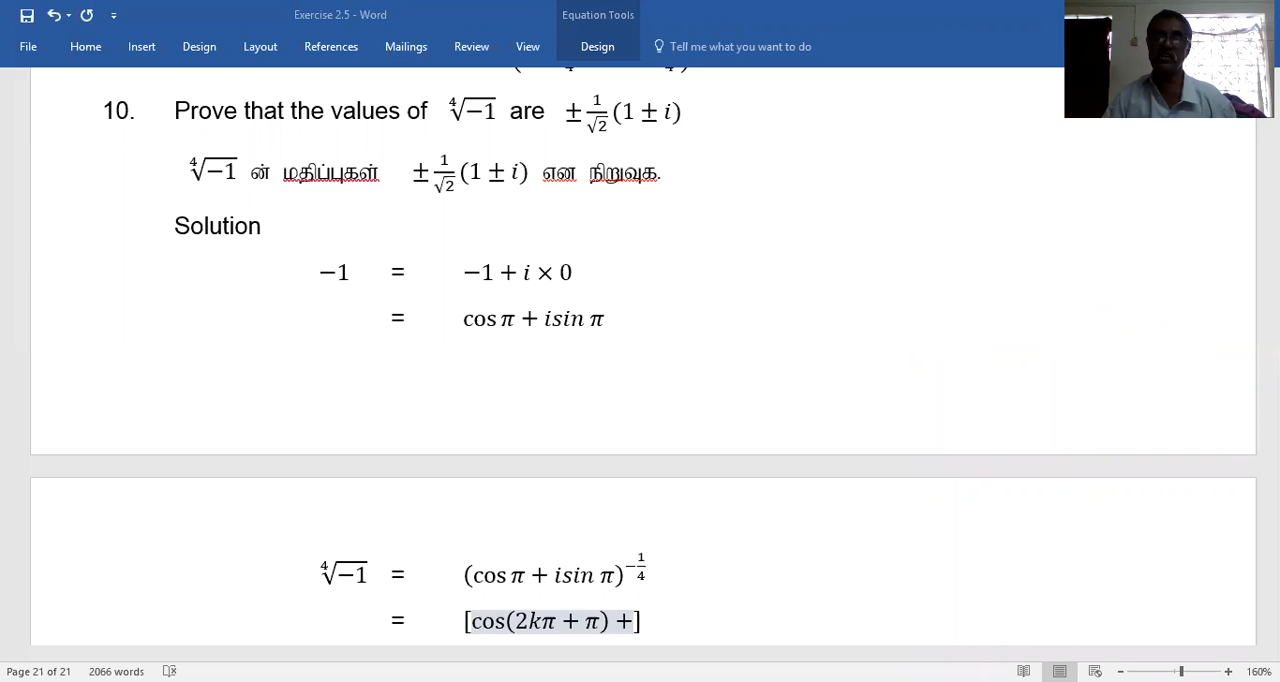 Exercise 2.5 - Word
Equation Tools
File Home Insert Design Layout References Mailings Review View Design Tell me what you want to do
10. Prove that the values of ∜−1 are ±1/√2(1 ± i)
∜−1 ன் மதிப்புகள் ±1/√2(1 ± i) என நிறுவுக.
Solution
−1 = −1 + i × 0
= cos π + isin π
∜−1 = (cos π + isin π)^(−1/4)
= [cos(2kπ + π) +]
Page 21 of 21 2066 words 160%